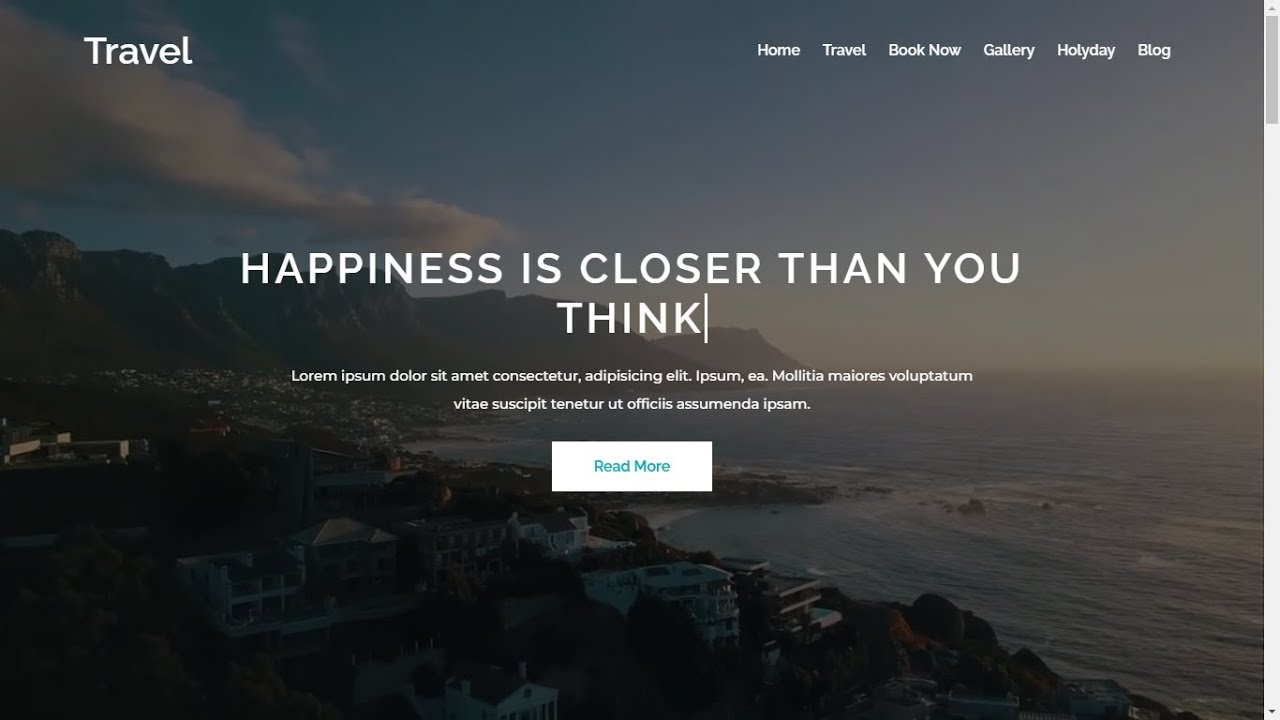 Travel
Home Travel Book Now Gallery Holyday Blog
HAPPINESS IS CLOSER THAN YOU
THINK
Lorem ipsum dolor sit amet consectetur, adipisicing elit. Ipsum, ea. Mollitia maiores voluptatum
vitae suscipit tenetur ut officiis assumenda ipsam.
Read More